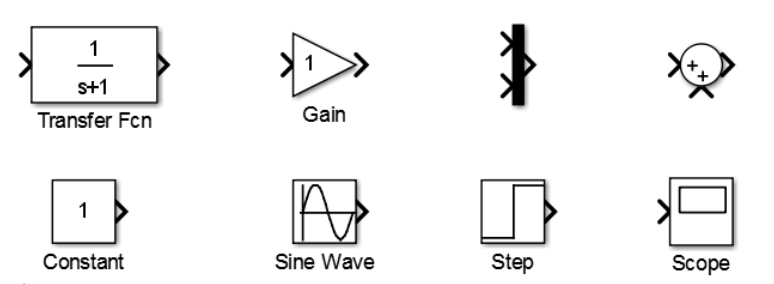 1
s+1
Transfer Fcn
1
Gain
+
+
1
Constant
Sine Wave
Step
Scope